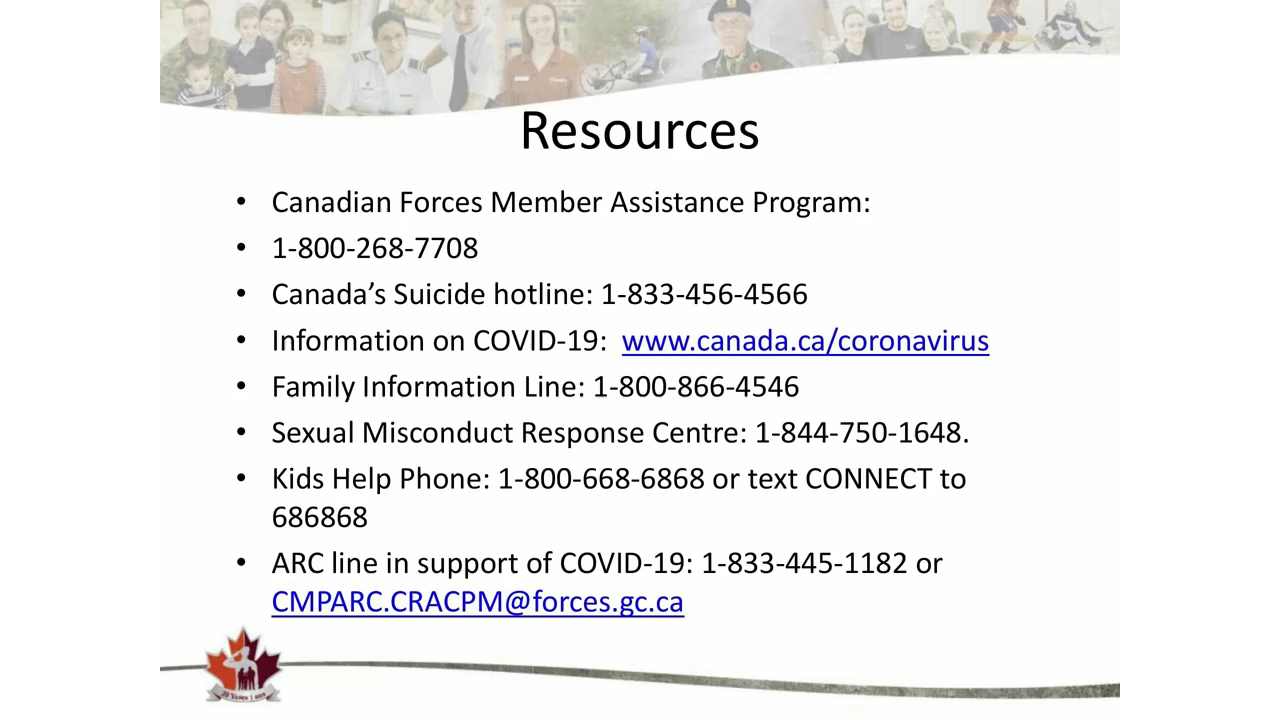 Resources
• Canadian Forces Member Assistance Program:
• 1-800-268-7708
• Canada’s Suicide hotline: 1-833-456-4566
• Information on COVID-19:  www.canada.ca/coronavirus
• Family Information Line: 1-800-866-4546
• Sexual Misconduct Response Centre: 1-844-750-1648.
• Kids Help Phone: 1-800-668-6868 or text CONNECT to
686868
• ARC line in support of COVID-19: 1-833-445-1182 or
CMPARC.CRACPM@forces.gc.ca